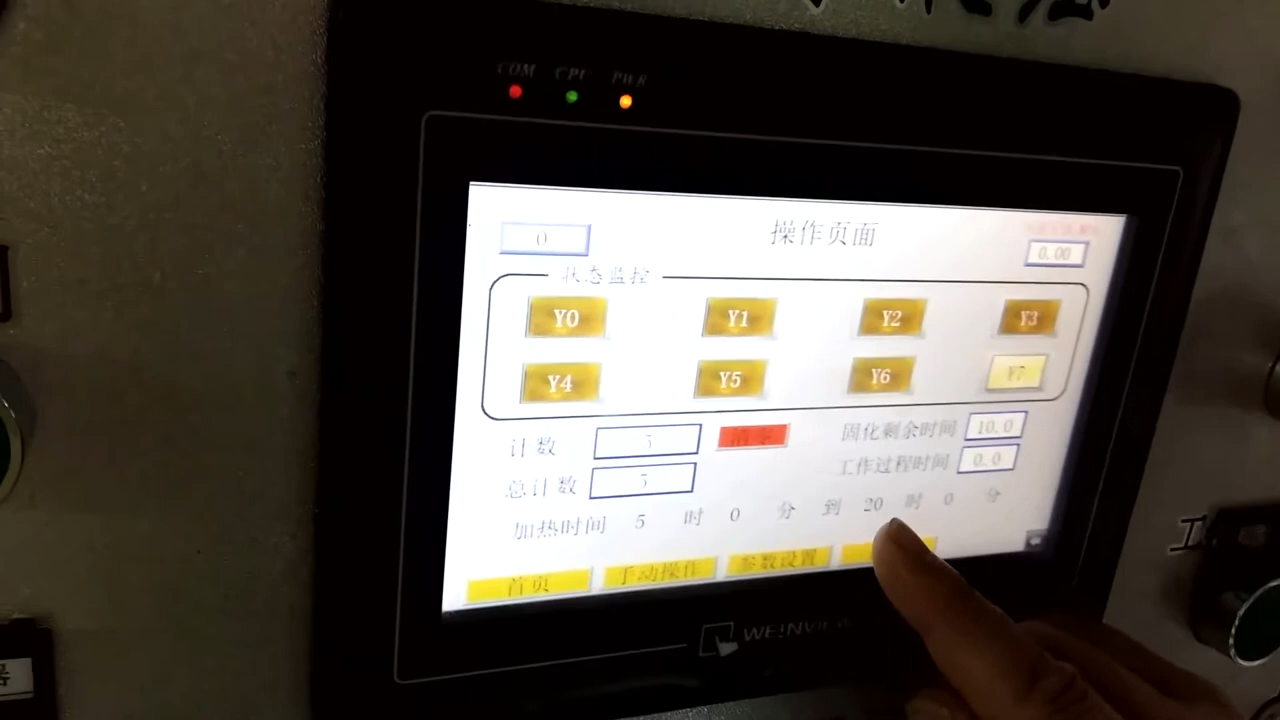 COM CPU PWR
操作页面
0
0.00
状态监控
Y0 Y1 Y2 Y3
Y4 Y5 Y6 Y7
计数
固化剩余时间 10.0
总计数
工作过程时间 0.0
加热时间 5 时 0 分 到 20 时 0 分
首页 手动操作 参数设置
WEINVIEW
工
器